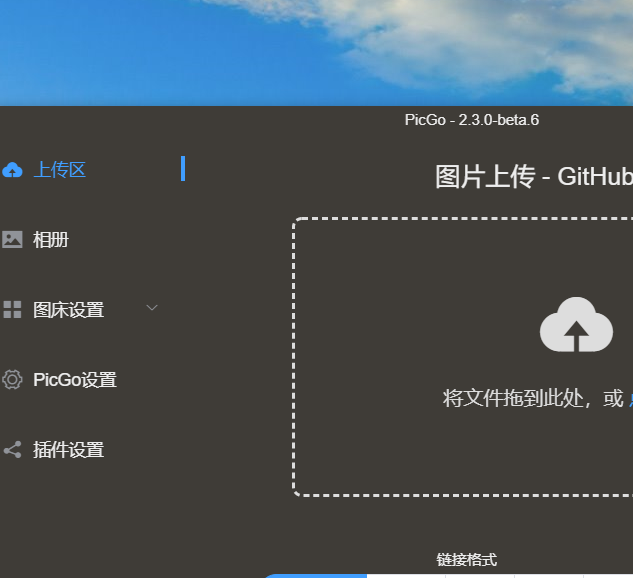 PicGo - 2.3.0-beta.6
上传区
图片上传 - GitHub
相册
图床设置
PicGo设置
将文件拖到此处，或
插件设置
链接格式